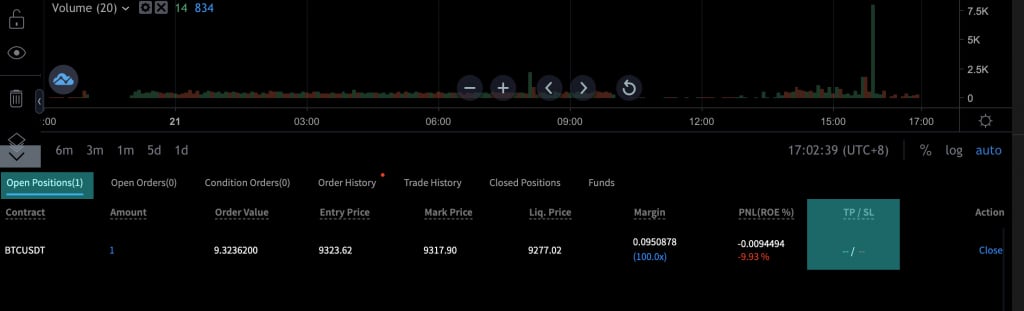 Volume (20) 14 834
7.5K
5K
2.5K
0
:00 21 03:00 06:00 09:00 12:00 15:00 17:00
6m 3m 1m 5d 1d 17:02:39 (UTC+8) % log auto
Open Positions(1) Open Orders(0) Condition Orders(0) Order History Trade History Closed Positions Funds
Contract Amount Order Value Entry Price Mark Price Liq. Price Margin PNL(ROE %) TP / SL Action
BTCUSDT 1 9.3236200 9323.62 9317.90 9277.02 0.0950878 -0.0094494 -- / -- Close
(100.0x) -9.93 %